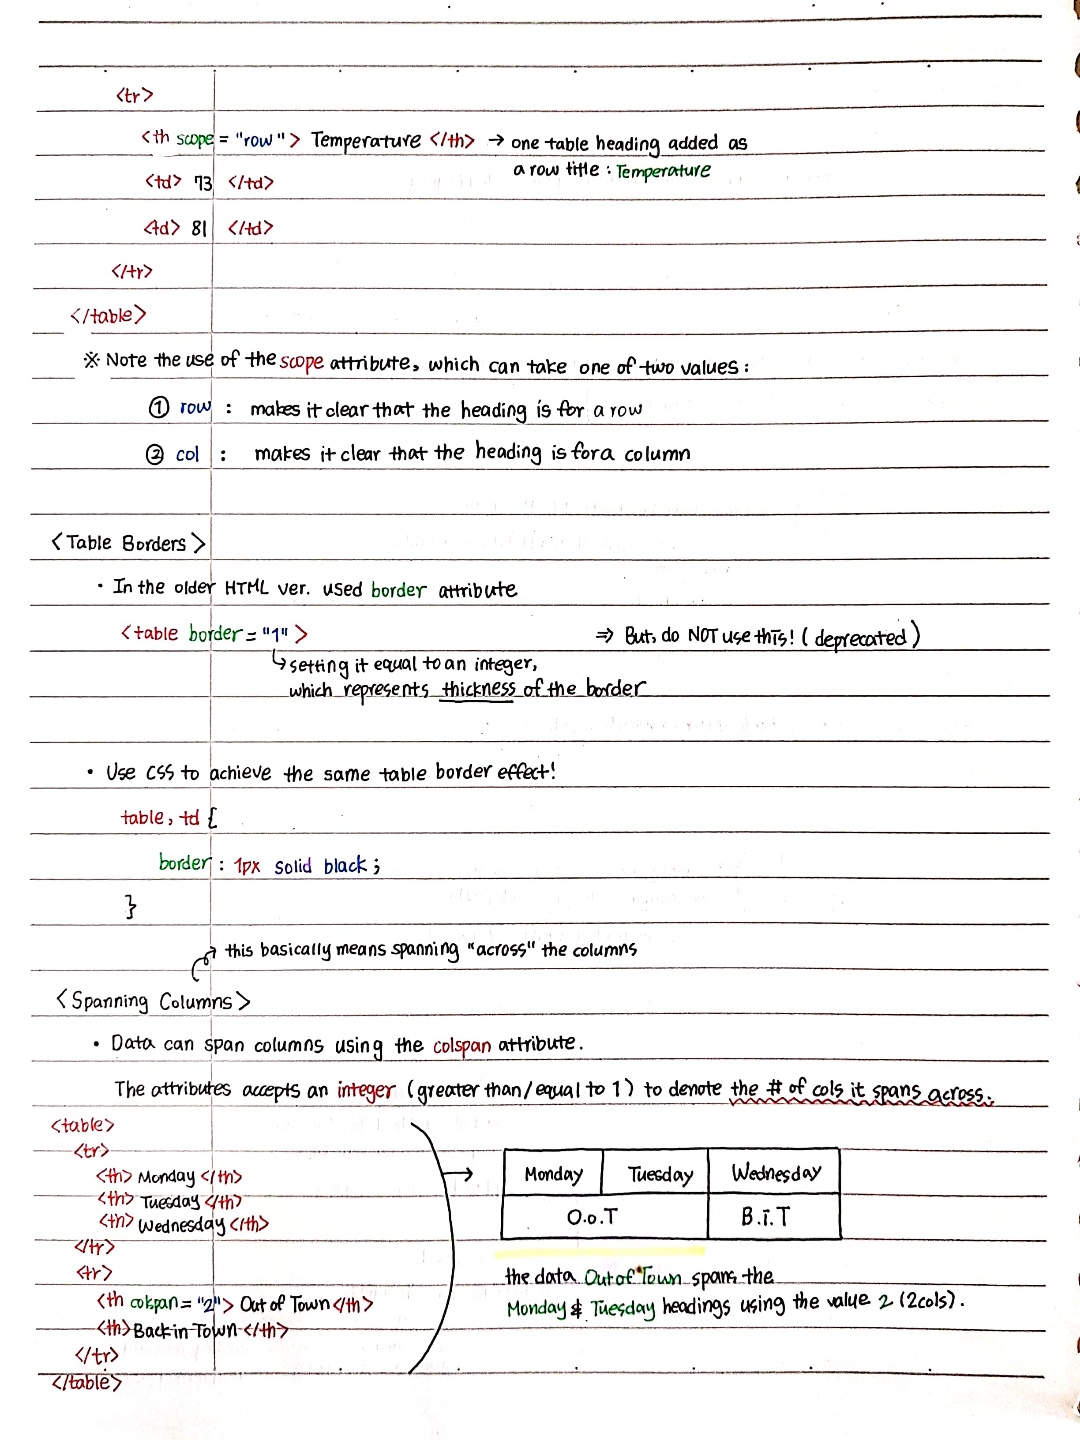 <tr>
<th scope = "row"> Temperature </th> → one table heading added as
a row title : Temperature
<td> 73 </td>
<td> 81 </td>
</tr>
</table>
※ Note the use of the scope attribute, which can take one of two values :
① row : makes it clear that the heading is for a row
② col : makes it clear that the heading is for a column
<Table Borders>
• In the older HTML ver. used border attribute
<table border = "1"> ⇒ But, do NOT use this! (deprecated)
↳ setting it equal to an integer,
which represents thickness of the border
• Use CSS to achieve the same table border effect!
table, td {
border : 1px solid black ;
}
this basically means spanning "across" the columns
<Spanning Columns>
• Data can span columns using the colspan attribute.
The attributes accepts an integer (greater than/equal to 1) to denote the # of cols it spans across.
<table>
<tr>
<th> Monday </th>
<th> Tuesday </th>
<th> Wednesday </th>
</tr>
<tr>
<th colspan = "2"> Out of Town </th>
<th> Back in Town </th>
</tr>
</table>
→ Monday Tuesday Wednesday
O.o.T B.i.T
the data Out of Town spans the
Monday & Tuesday headings using the value 2 (2cols).